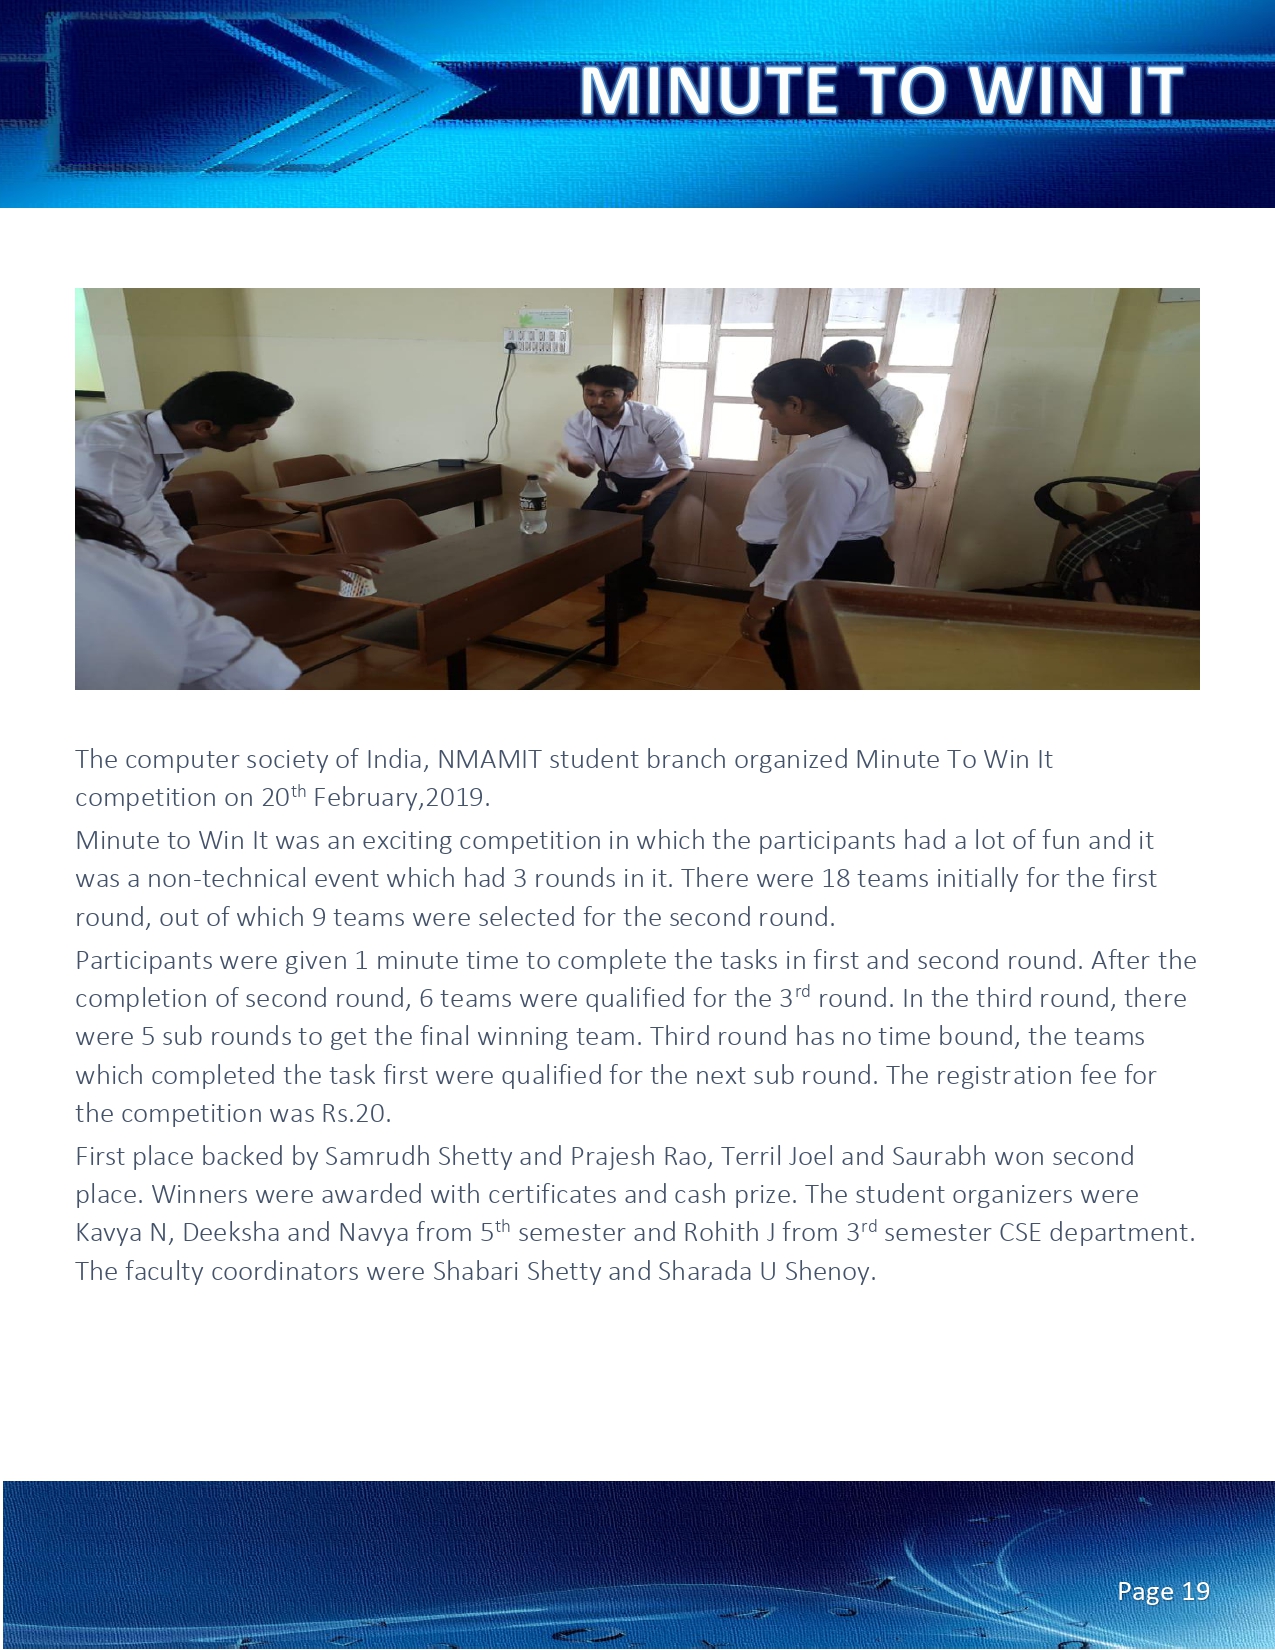 MINUTE TO WIN IT
The computer society of India, NMAMIT student branch organized Minute To Win It
competition on 20th February,2019.
Minute to Win It was an exciting competition in which the participants had a lot of fun and it
was a non-technical event which had 3 rounds in it. There were 18 teams initially for the first
round, out of which 9 teams were selected for the second round.
Participants were given 1 minute time to complete the tasks in first and second round. After the
completion of second round, 6 teams were qualified for the 3rd round. In the third round, there
were 5 sub rounds to get the final winning team. Third round has no time bound, the teams
which completed the task first were qualified for the next sub round. The registration fee for
the competition was Rs.20.
First place backed by Samrudh Shetty and Prajesh Rao, Terril Joel and Saurabh won second
place. Winners were awarded with certificates and cash prize. The student organizers were
Kavya N, Deeksha and Navya from 5th semester and Rohith J from 3rd semester CSE department.
The faculty coordinators were Shabari Shetty and Sharada U Shenoy.
Page 19